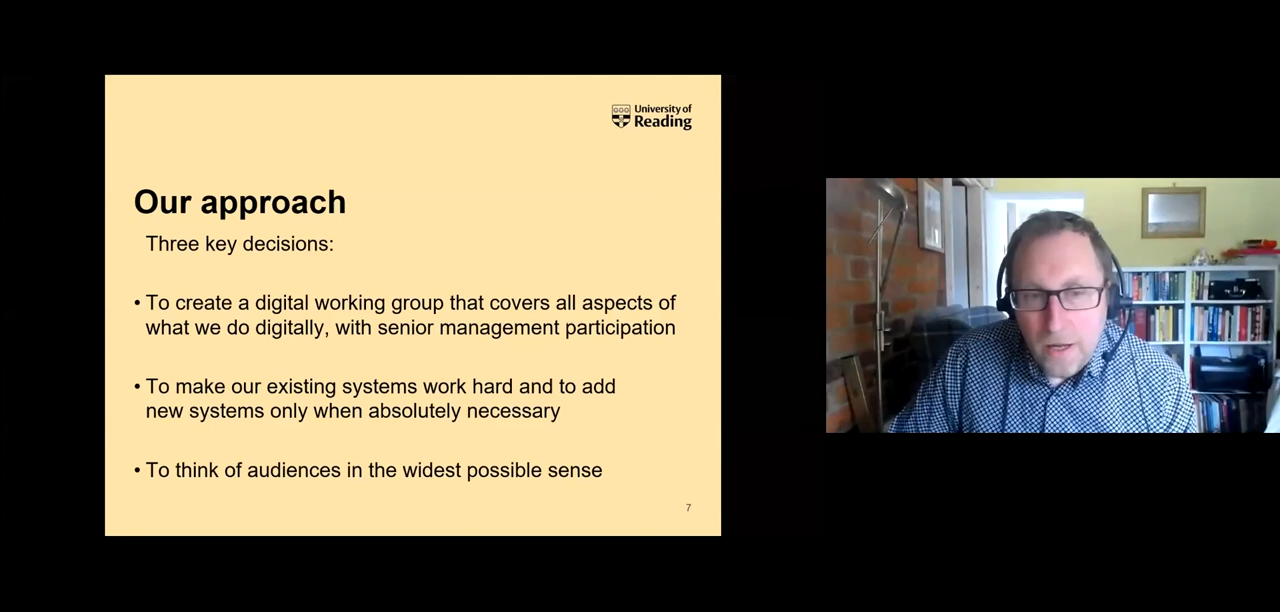 University of
Reading
Our approach
Three key decisions:
• To create a digital working group that covers all aspects of
what we do digitally, with senior management participation
• To make our existing systems work hard and to add
new systems only when absolutely necessary
• To think of audiences in the widest possible sense
7